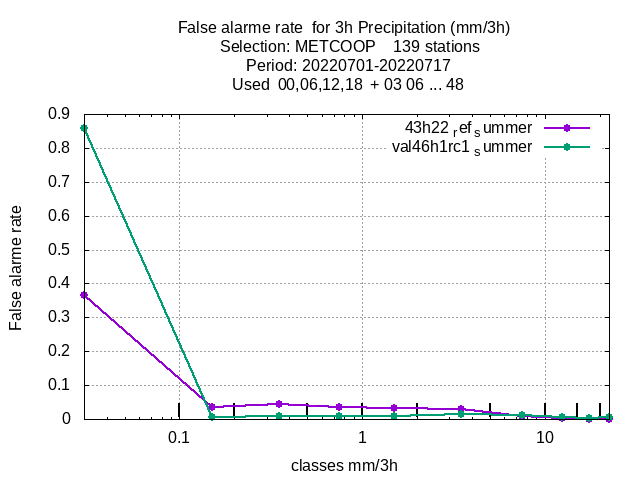 False alarme rate  for 3h Precipitation (mm/3h)
Selection: METCOOP    139 stations
Period: 20220701-20220717
Used  00,06,12,18  + 03 06 ... 48
43h22 ref summer
val46h1rc1 summer
0.9
0.8
0.7
0.6
0.5
0.4
0.3
0.2
0.1
0
False alarme rate
0.1 1 10
classes mm/3h